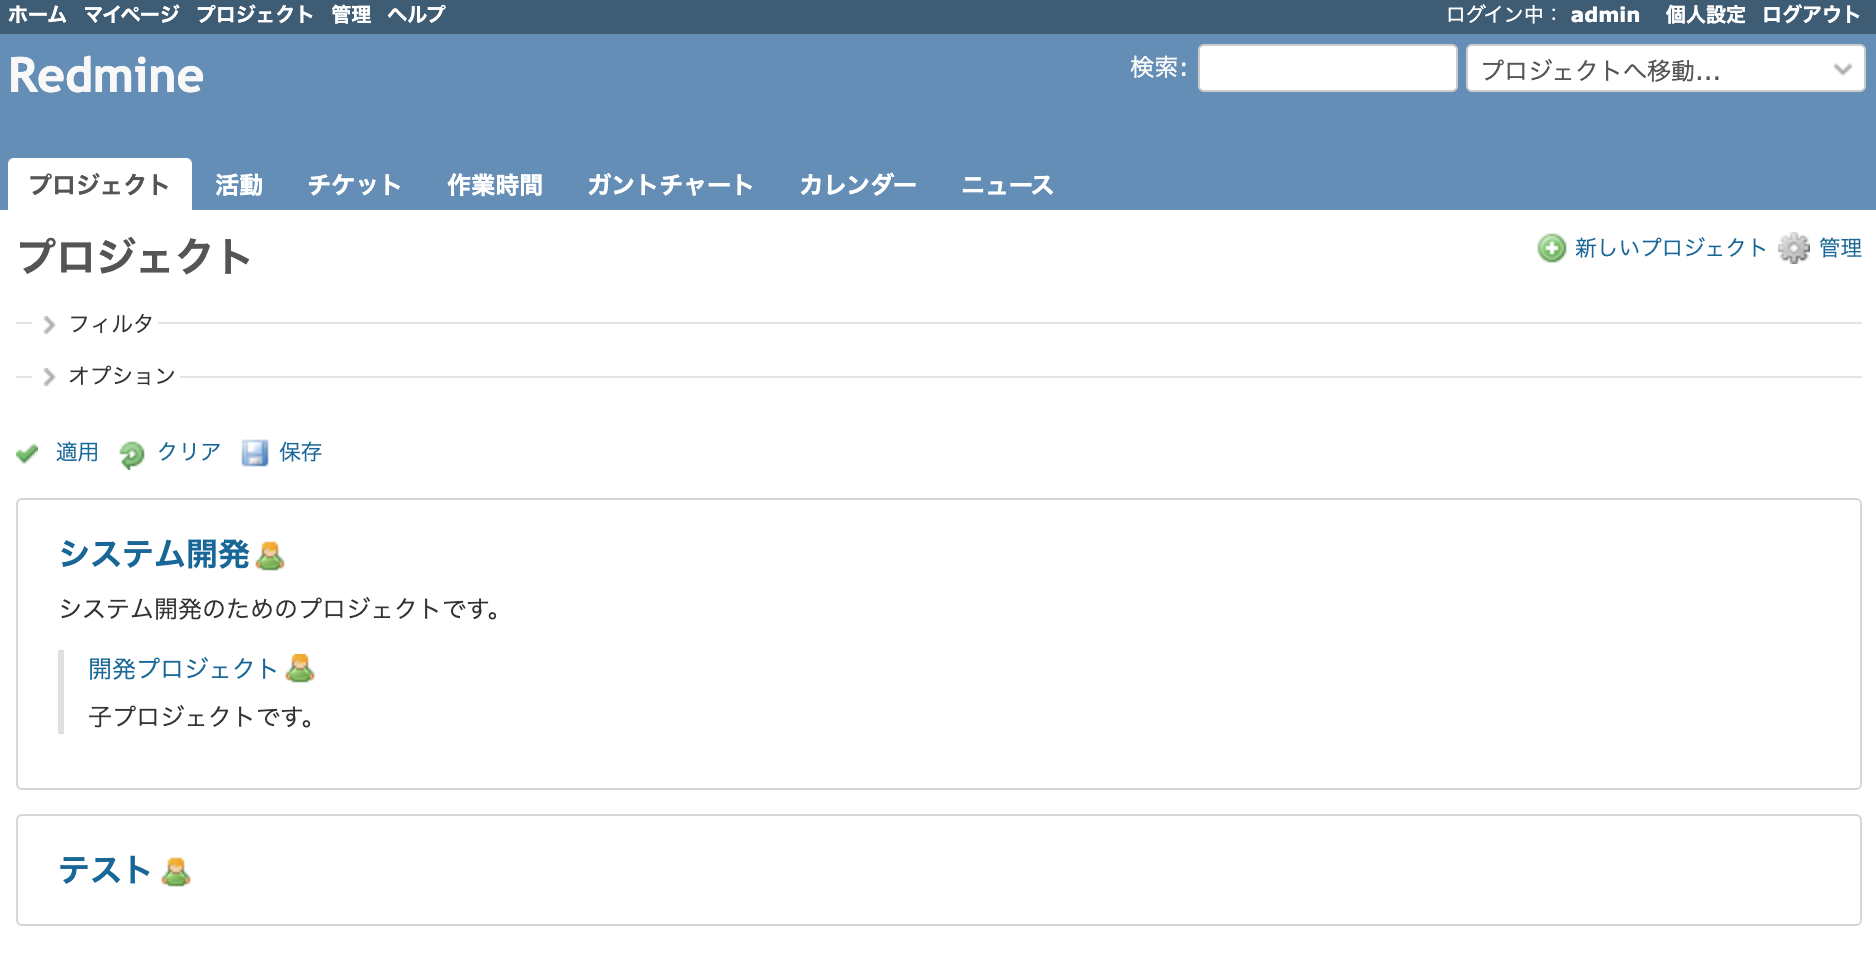 ホーム マイページ プロジェクト 管理 ヘルプ ログイン中： admin 個人設定 ログアウト
Redmine 検索: プロジェクトへ移動...
プロジェクト 活動 チケット 作業時間 ガントチャート カレンダー ニュース
プロジェクト 新しいプロジェクト 管理
フィルタ
オプション
適用 クリア 保存
システム開発
システム開発のためのプロジェクトです。
開発プロジェクト
子プロジェクトです。
テスト